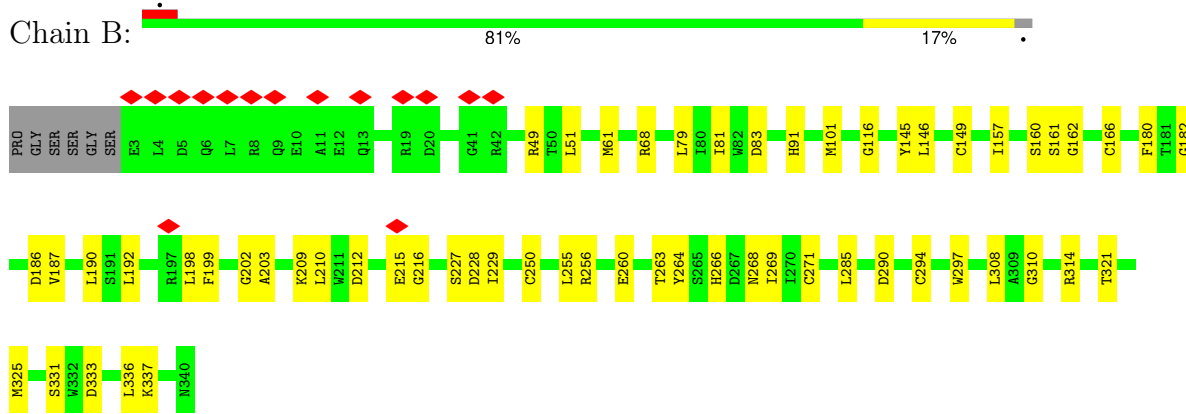 Chain B:
•
81%
17%
•
PRO GLY SER SER GLY SER E3 L4 D5 Q6 L7 R8 Q9 E10 A11 E12 Q13 R19 D20 G41 R42 R49 T50 L51 M61 R68 L79 I80 I81 W82 D83 H91 M101 G116 Y145 L146 C149 I157 S160 S161 G162 C166 F180 T181 G182
D186 V187 L190 S191 L192 R197 L198 F199 G202 A203 K209 L210 W211 D212 E215 G216 S227 D228 I229 C250 L255 R256 E260 T263 Y264 S265 H266 D267 N268 I269 I270 C271 L285 D290 C294 W297 L308 A309 G310 R314 T321
M325 S331 W332 D333 L336 K337 N340